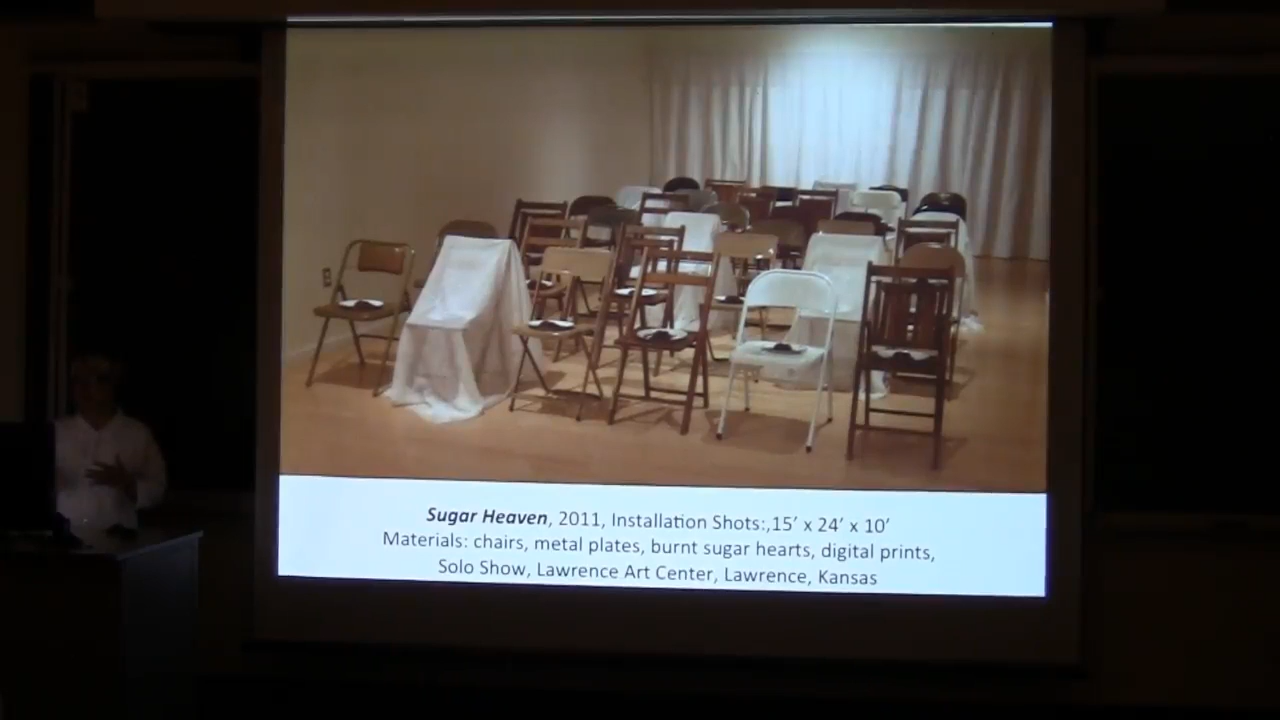 Sugar Heaven, 2011, Installation Shots:,15′ x 24′ x 10′
Materials: chairs, metal plates, burnt sugar hearts, digital prints,
Solo Show, Lawrence Art Center, Lawrence, Kansas